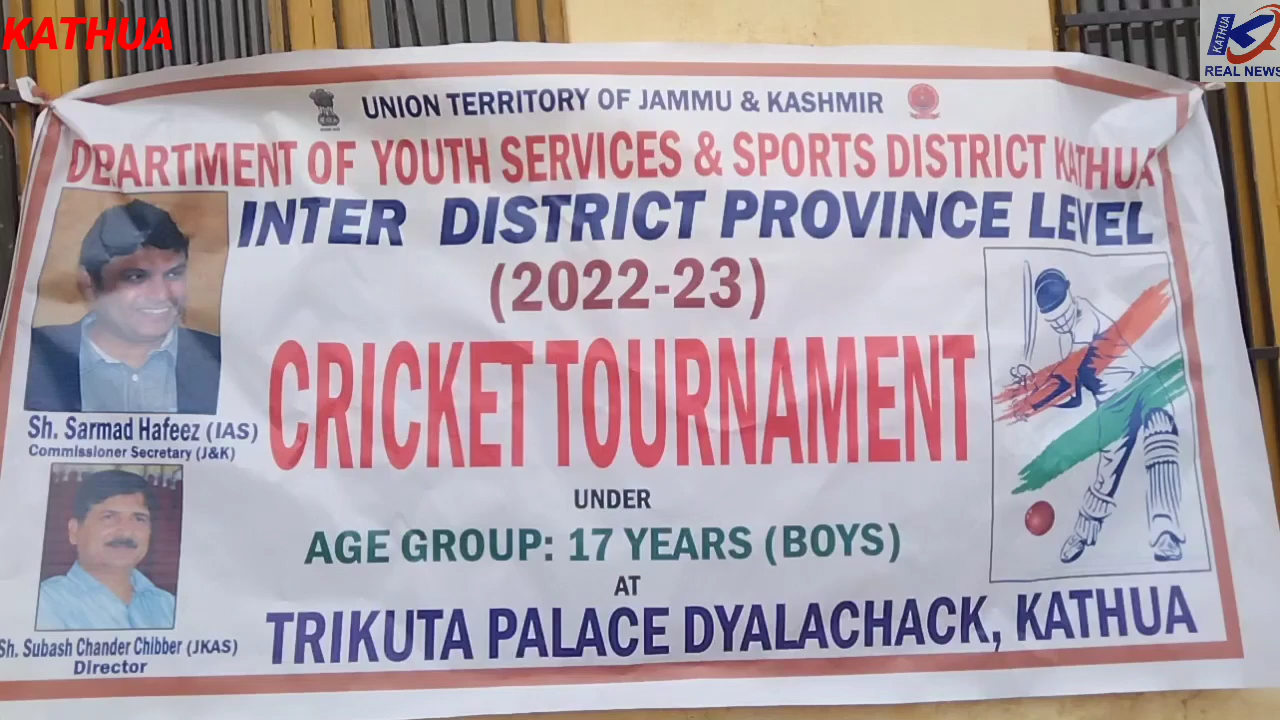 KATHUA
KATHUA
REAL NEWS
UNION TERRITORY OF JAMMU & KASHMIR
DEPARTMENT OF YOUTH SERVICES & SPORTS DISTRICT KATHUA
INTER DISTRICT PROVINCE LEVEL
(2022-23)
CRICKET TOURNAMENT
Sh. Sarmad Hafeez (IAS)
Commissioner Secretary (J&K)
UNDER
AGE GROUP: 17 YEARS (BOYS)
AT
TRIKUTA PALACE DYALACHACK, KATHUA
Sh. Subash Chander Chibber (JKAS)
Director